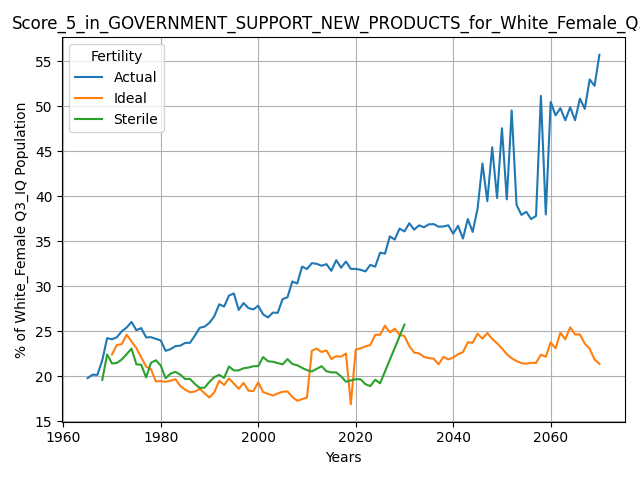 Score_5_in_GOVERNMENT_SUPPORT_NEW_PRODUCTS_for_White_Female_Q
Fertility
Actual
Ideal
Sterile
% of White_Female Q3_IQ Population
55
50
45
40
35
30
25
20
15
1960 1980 2000 2020 2040 2060
Years